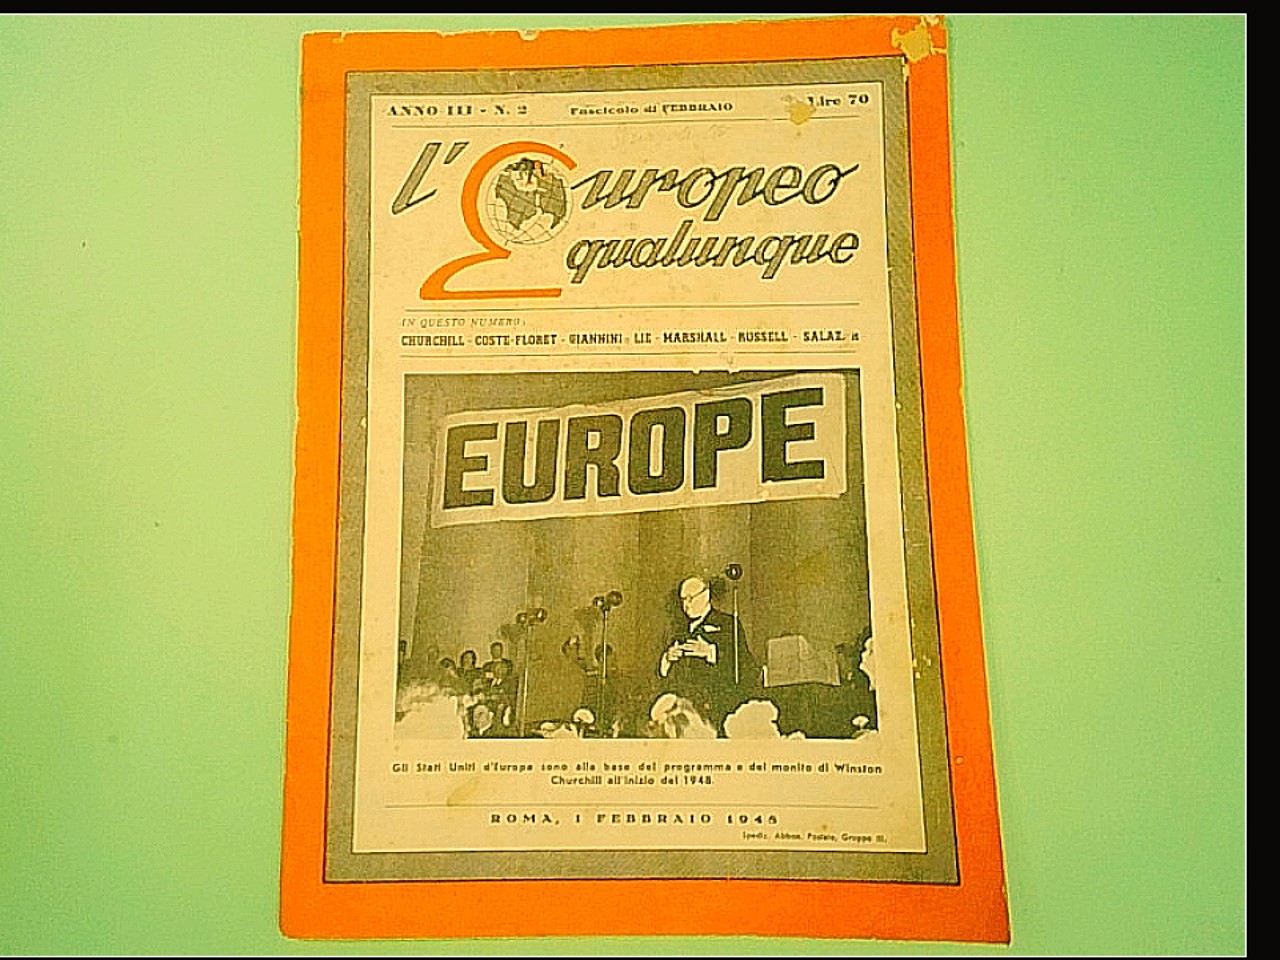 ANNO III - N. 2
Fascicolo di FEBBRAIO
Lire 70
l'Europeo
qualunque
IN QUESTO NUMERO:
CHURCHILL - COSTE-FLORET - GIANNINI - LIE - MARSHALL - RUSSELL - SALAZ.
EUROPE
Gli Stati Uniti d'Europa sono alla base del programma e del monito di Winston
Churchill all'inizio del 1948.
ROMA, 1 FEBBRAIO 1948
Spediz. Abbon. Postale, Gruppo III.